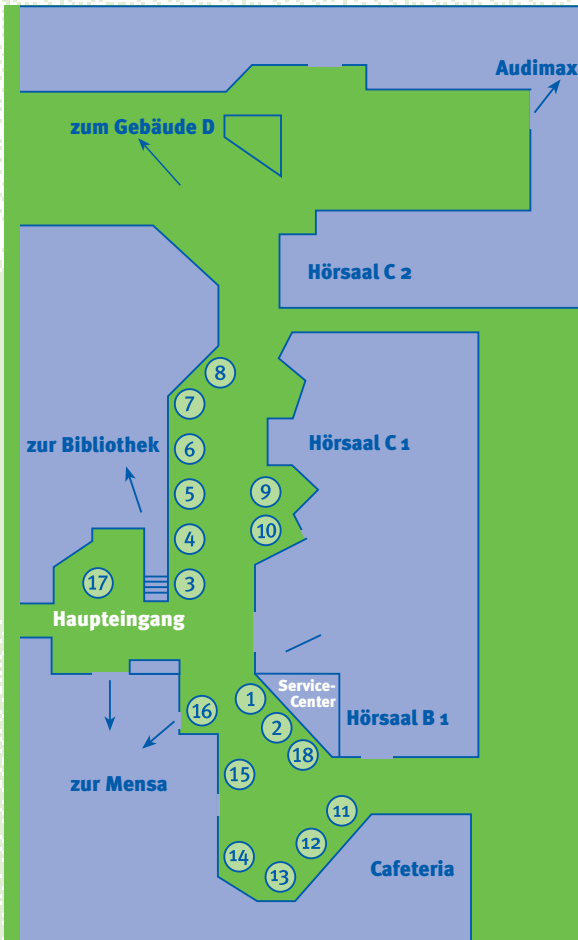 Audimax
zum Gebäude D
Hörsaal C 2
8
7
zur Bibliothek
Hörsaal C 1
6
5
9
4
10
17
3
Haupteingang
Service-
Center
1
16
2
Hörsaal B 1
18
15
zur Mensa
11
12
14
13
Cafeteria